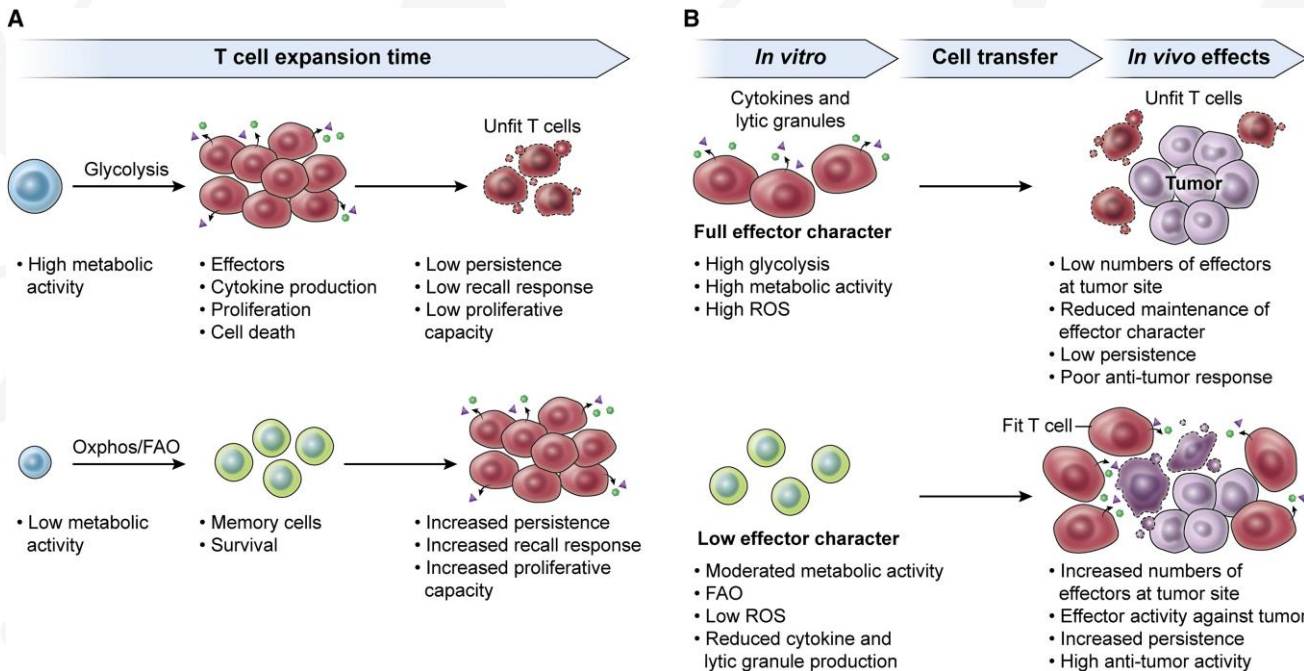 A
T cell expansion time
Glycolysis
Unfit T cells
• High metabolic
activity
• Effectors
• Cytokine production
• Proliferation
• Cell death
• Low persistence
• Low recall response
• Low proliferative
capacity
Oxphos/FAO
• Low metabolic
activity
• Memory cells
• Survival
• Increased persistence
• Increased recall response
• Increased proliferative
capacity
B
In vitro
Cell transfer
In vivo effects
Cytokines and
lytic granules
Unfit T cells
Tumor
Full effector character
• High glycolysis
• High metabolic activity
• High ROS
• Low numbers of effectors
at tumor site
• Reduced maintenance of
effector character
• Low persistence
• Poor anti-tumor response
Fit T cell
Low effector character
• Moderated metabolic activity
• FAO
• Low ROS
• Reduced cytokine and
lytic granule production
• Increased numbers of
effectors at tumor site
• Effector activity against tumor
• Increased persistence
• High anti-tumor activity